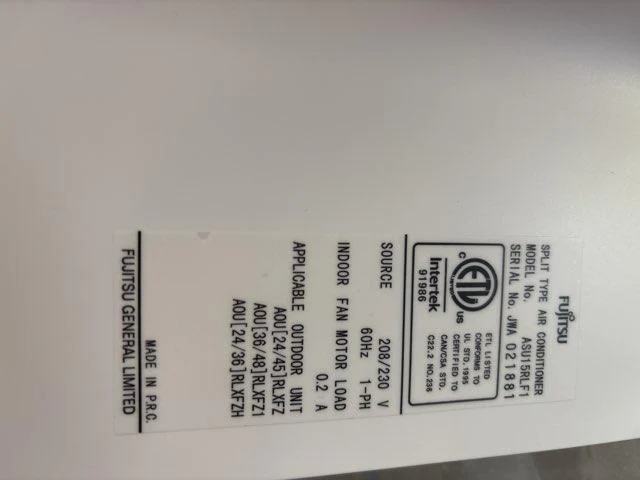 FUJITSU
SPLIT TYPE AIR CONDITIONER
MODEL No. ASU15RLF1
SERIAL No. JWA 021881
C ETL US
Intertek
91986
ETL LISTED
CONFORMS TO
UL STD.1995
CERTIFIED TO
CAN/CSA STD.
C22.2 NO.236
SOURCE 208/230 V
60Hz 1-PH
INDOOR FAN MOTOR LOAD
0.2 A
APPLICABLE OUTDOOR UNIT
AOU[24/45]RLXFZ
AOU[36/48]RLXFZ1
AOU[24/36]RLXFZH
MADE IN P.R.C.
FUJITSU GENERAL LIMITED